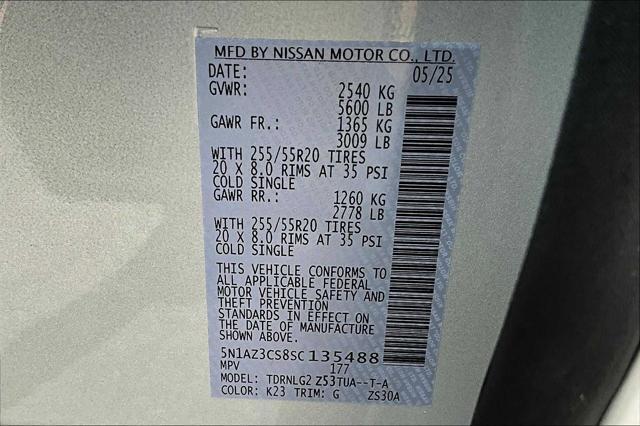 MFD BY NISSAN MOTOR CO., LTD.
DATE: 05/25
GVWR: 2540 KG
5600 LB
GAWR FR.: 1365 KG
3009 LB
WITH 255/55R20 TIRES
20 X 8.0 RIMS AT 35 PSI
COLD SINGLE
GAWR RR.: 1260 KG
2778 LB
WITH 255/55R20 TIRES
20 X 8.0 RIMS AT 35 PSI
COLD SINGLE
THIS VEHICLE CONFORMS TO
ALL APPLICABLE FEDERAL
MOTOR VEHICLE SAFETY AND
THEFT PREVENTION
STANDARDS IN EFFECT ON
THE DATE OF MANUFACTURE
SHOWN ABOVE.
5N1AZ3CS8SC135488
MPV 177
MODEL: TDRNLG2 Z53TUA--T-A
COLOR: K23 TRIM: G ZS30A